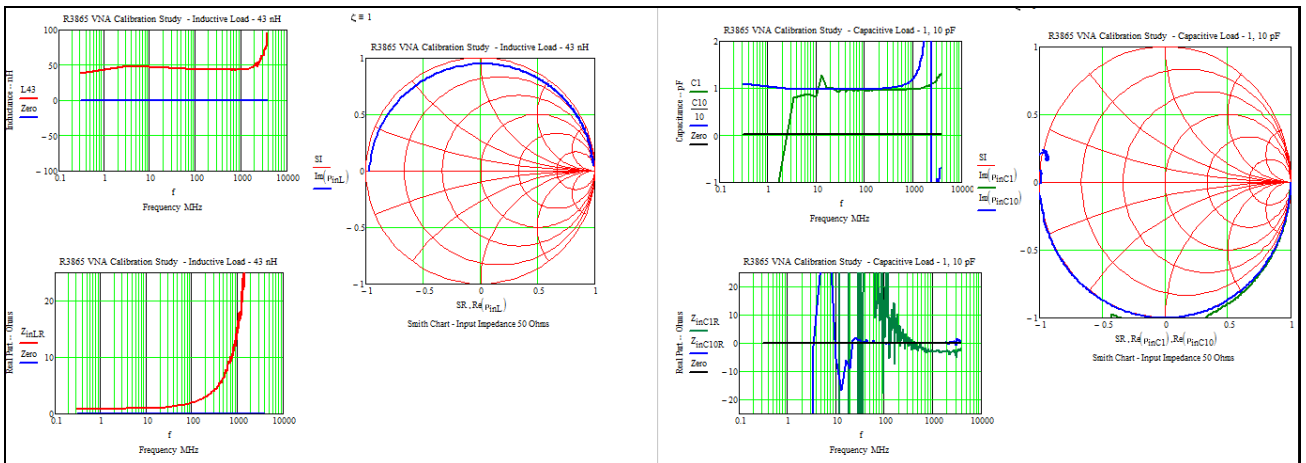 R3865 VNA Calibration Study - Inductive Load - 43 nH
100
50
0
− 50
− 100
Inductance -- nH
L43
Zero
0.1 1 10 100 1000 10000
f
Frequency MHz
ζ ≡ 1
R3865 VNA Calibration Study - Inductive Load - 43 nH
1
0.5
0
− 0.5
− 1
SI
Im(ρinL)
− 1 − 0.5 0 0.5 1
SR , Re(ρinL)
Smith Chart - Input Impedance 50 Ohms
R3865 VNA Calibration Study - Inductive Load - 43 nH
20
10
0
Real Part -- Ohms
ZinLR
Zero
0.1 1 10 100 1000 10000
f
Frequency MHz
R3865 VNA Calibration Study - Capacitive Load - 1, 10 pF
2
1
0
− 1
Capacitance -- pF
C1
C10
10
Zero
0.1 1 10 100 1000 10000
f
Frequency MHz
R3865 VNA Calibration Study - Capacitive Load - 1, 10 pF
1
0.5
0
− 0.5
− 1
SI
Im(ρinC1)
Im(ρinC10)
− 1 − 0.5 0 0.5 1
SR , Re(ρinC1) , Re(ρinC10)
Smith Chart - Input Impedance 50 Ohms
R3865 VNA Calibration Study - Capacitive Load - 1, 10 pF
20
10
0
− 10
− 20
Real Part -- Ohms
ZinC1R
ZinC10R
Zero
0.1 1 10 100 1000 10000
f
Frequency MHz